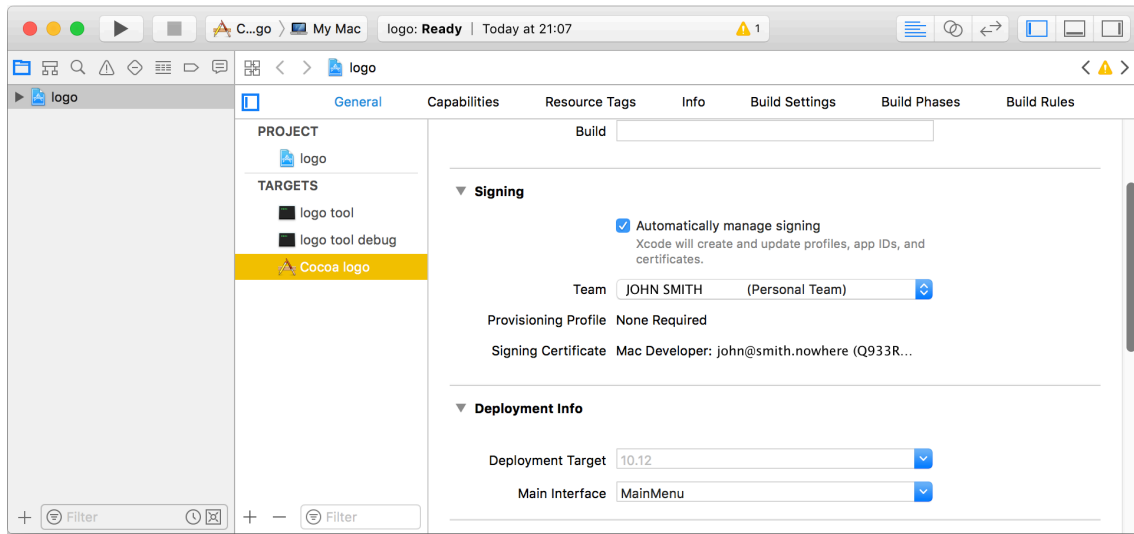 C...go 〉 My Mac logo: Ready | Today at 21:07 1
logo
logo
General Capabilities Resource Tags Info Build Settings Build Phases Build Rules
PROJECT
logo
TARGETS
logo tool
logo tool debug
Cocoa logo
Build
Signing
Automatically manage signing
Xcode will create and update profiles, app IDs, and
certificates.
Team JOHN SMITH (Personal Team)
Provisioning Profile None Required
Signing Certificate Mac Developer: john@smith.nowhere (Q933R...
Deployment Info
Deployment Target 10.12
Main Interface MainMenu
Filter
Filter